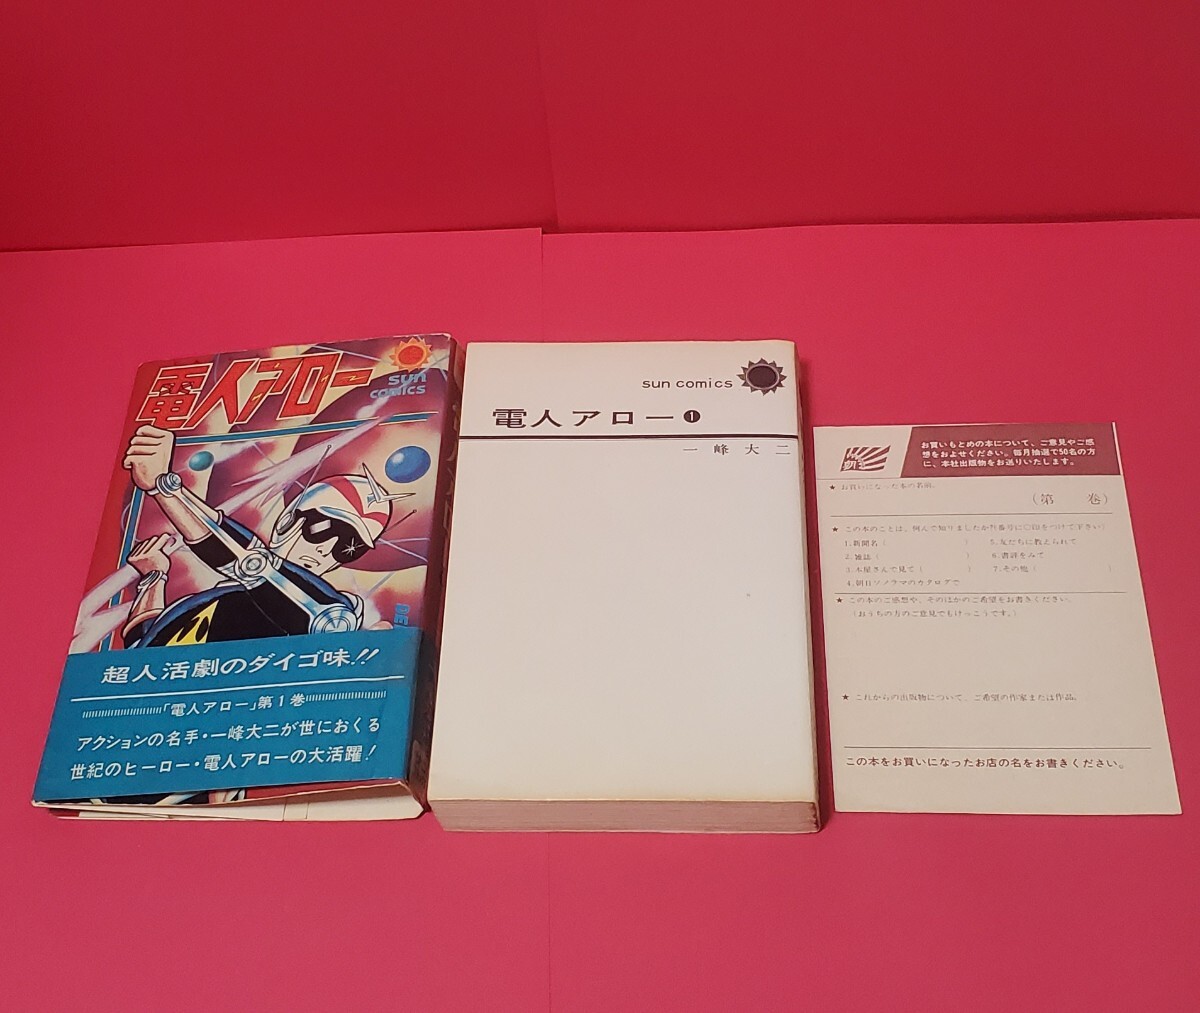 電人アロー
sun
comics
DE
超人活劇のダイゴ味!!
「電人アロー」第1巻
アクションの名手・一峰大二が世におくる
世紀のヒーロー・電人アローの大活躍!
sun comics
電人アロー❶
一峰大二
お買いもとめの本について、ご意見やご感
想をおよせください。毎月抽選で50名の方
に、本社出版物をお送りいたします。
★ お買いになった本の名前。
(第 巻)
★ この本のことは、何んで知りましたか(番号に○印をつけて下さい)
1.新聞名( ) 5.友だちに教えられて
2.雑誌( ) 6.書評をみて
3.本屋さんで見て( ) 7.その他( )
4.朝日ソノラマのカタログで
★ この本のご感想や、そのほかのご希望をお書きください。
(おうちの方のご意見でもけっこうです。)
★ これからの出版物について、ご希望の作家または作品。
この本をお買いになったお店の名をお書きください。